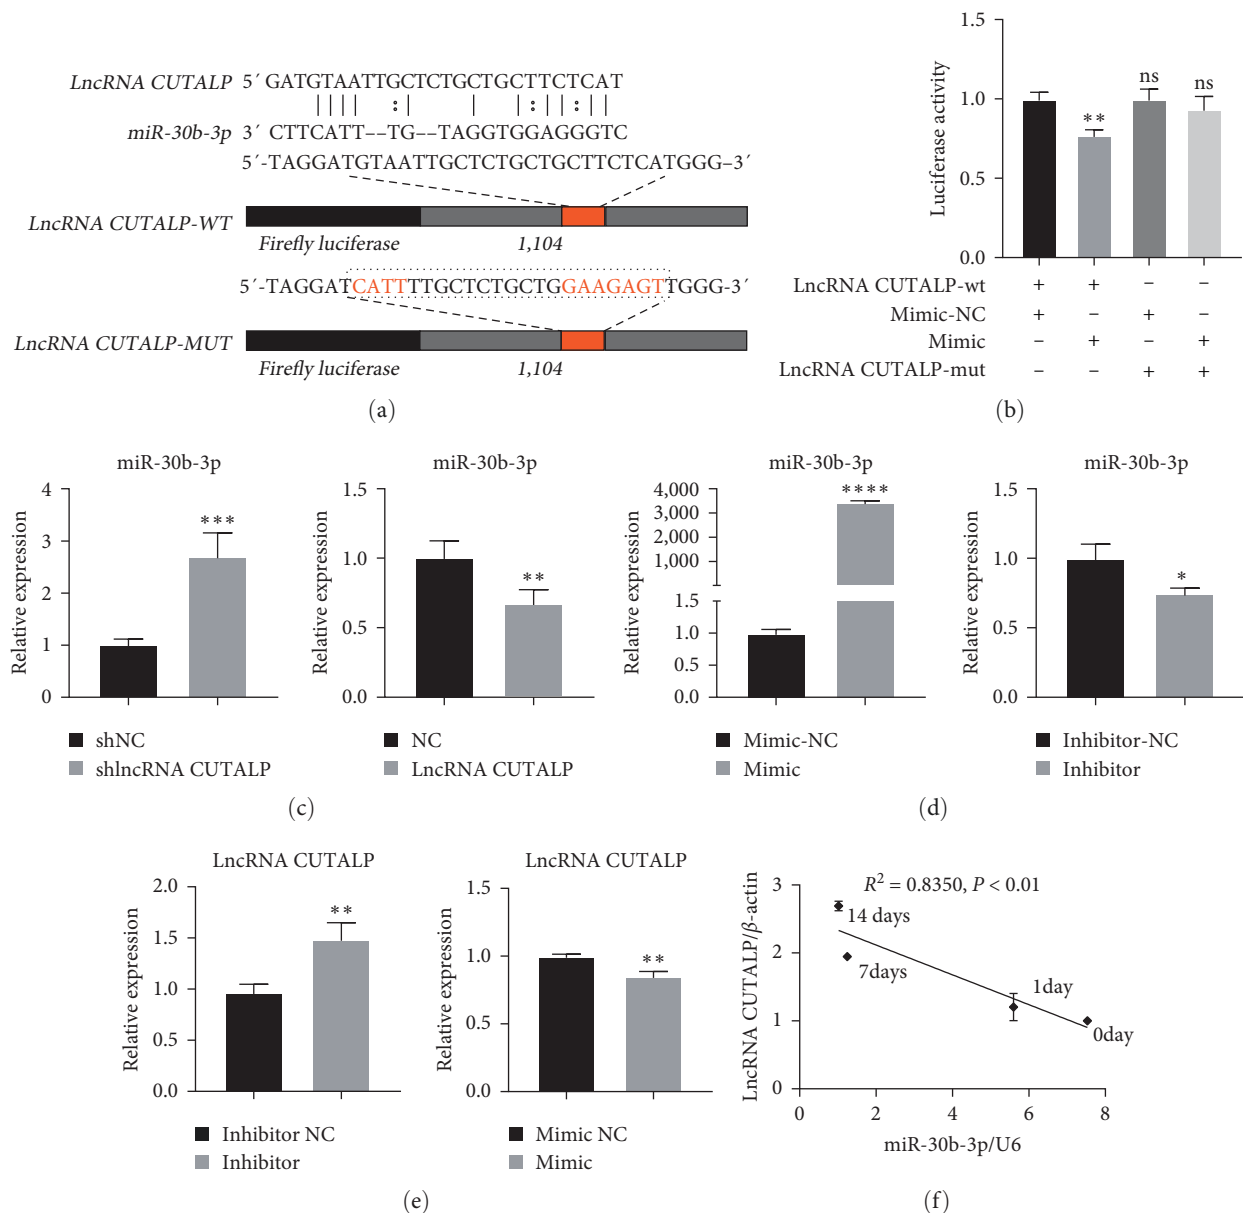 LncRNA CUTALP 5´ GATGTAATTGCTCTGCTGCTTCTCAT
miR-30b-3p 3´ CTTCATT--TG--TAGGTGGAGGGTC
5´-TAGGATGTAATTGCTCTGCTGCTTCTCATGGG-3´
LncRNA CUTALP-WT
Firefly luciferase 1,104
5´-TAGGATCATTTTGCTCTGCTGGAAGAGTTGGG-3´
LncRNA CUTALP-MUT
Firefly luciferase 1,104
(a)
Luciferase activity
1.5
1.0
0.5
0.0
** ns ns
LncRNA CUTALP-wt + + – –
Mimic-NC + – + –
Mimic – + – +
LncRNA CUTALP-mut – – + +
(b)
miR-30b-3p
Relative expression
4
3
2
1
0
***
shNC
shlncRNA CUTALP
miR-30b-3p
Relative expression
1.5
1.0
0.5
0.0
**
NC
LncRNA CUTALP
(c)
miR-30b-3p
Relative expression
4,000
3,000
2,000
1,000
1.5
1.0
0.5
0.0
****
Mimic-NC
Mimic
miR-30b-3p
Relative expression
1.5
1.0
0.5
0.0
*
Inhibitor-NC
Inhibitor
(d)
LncRNA CUTALP
Relative expression
2.0
1.5
1.0
0.5
0.0
**
Inhibitor NC
Inhibitor
LncRNA CUTALP
Relative expression
1.5
1.0
0.5
0.0
**
Mimic NC
Mimic
(e)
LncRNA CUTALP/β-actin
3
2
1
0
R² = 0.8350, P < 0.01
14 days
7days
1day
0day
0 2 4 6 8
miR-30b-3p/U6
(f)